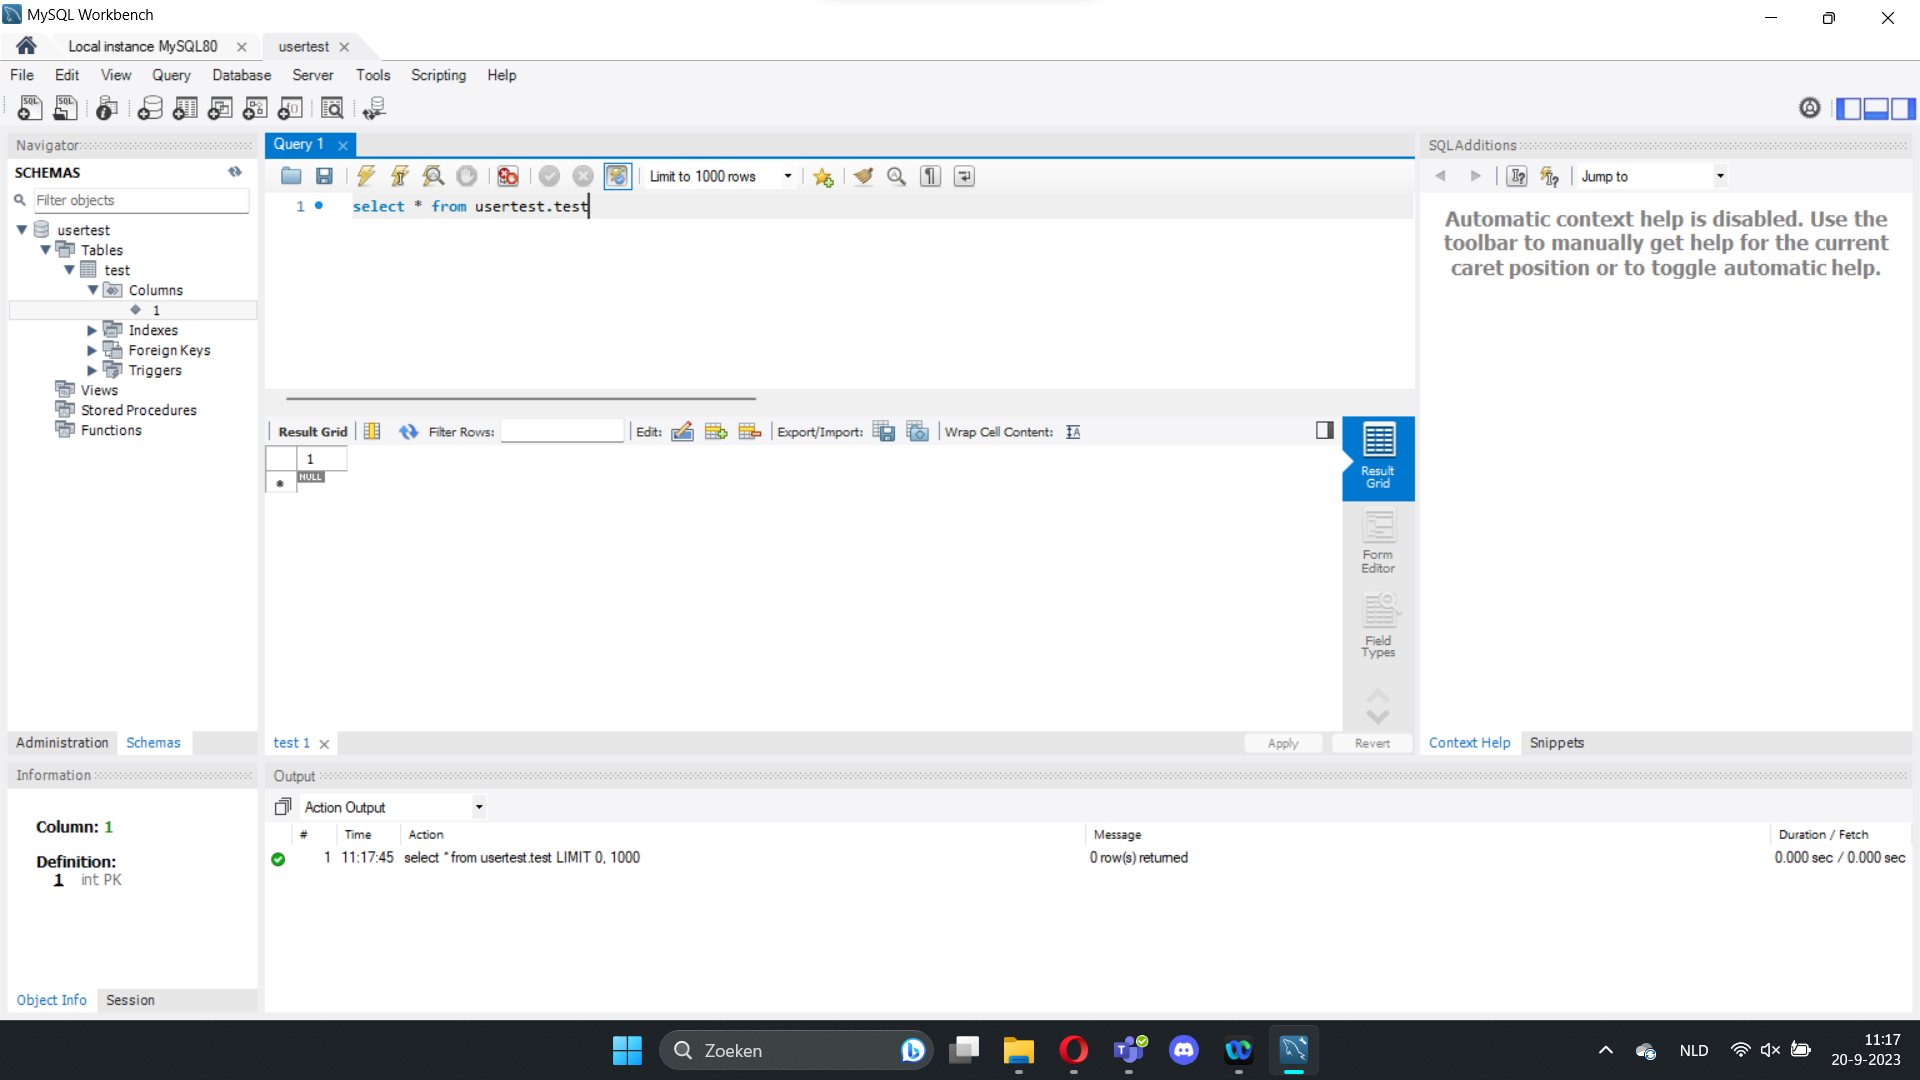 MySQL Workbench
Local instance MySQL80
usertest
File Edit View Query Database Server Tools Scripting Help
Navigator
SCHEMAS
Filter objects
usertest
Tables
test
Columns
1
Indexes
Foreign Keys
Triggers
Views
Stored Procedures
Functions
Administration Schemas
Information
Column: 1
Definition:
1 int PK
Object Info Session
Query 1
Limit to 1000 rows
1 select * from usertest.test
Result Grid Filter Rows: Edit: Export/Import: Wrap Cell Content:
1
NULL
Result
Grid
Form
Editor
Field
Types
test 1
Apply Revert
SQLAdditions
Jump to
Automatic context help is disabled. Use the
toolbar to manually get help for the current
caret position or to toggle automatic help.
Context Help Snippets
Output
Action Output
# Time Action Message Duration / Fetch
1 11:17:45 select * from usertest.test LIMIT 0, 1000 0 row(s) returned 0.000 sec / 0.000 sec
Zoeken
NLD
11:17
20-9-2023